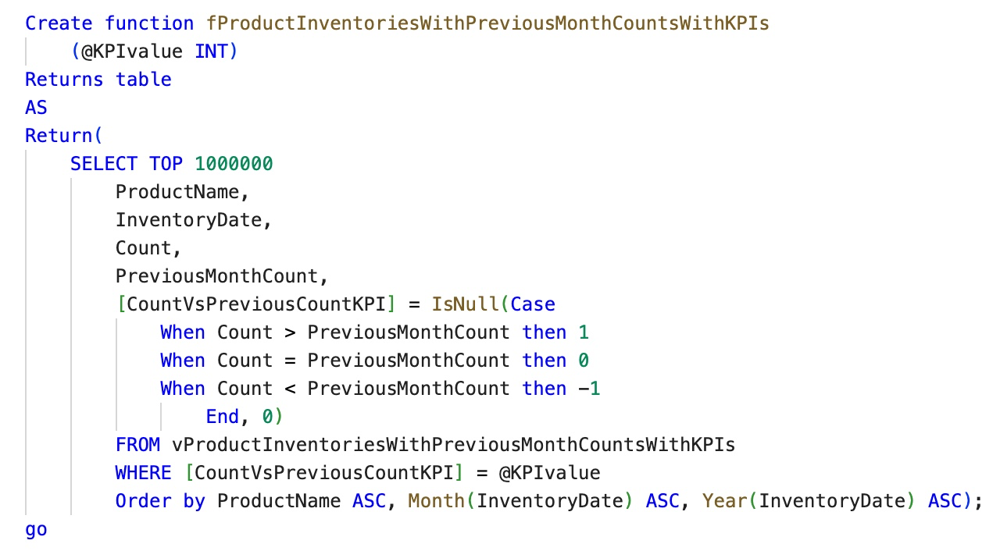 Create function fProductInventoriesWithPreviousMonthCountsWithKPIs
(@KPIvalue INT)
Returns table
AS
Return(
SELECT TOP 1000000
ProductName,
InventoryDate,
Count,
PreviousMonthCount,
[CountVsPreviousCountKPI] = IsNull(Case
When Count > PreviousMonthCount then 1
When Count = PreviousMonthCount then 0
When Count < PreviousMonthCount then -1
End, 0)
FROM vProductInventoriesWithPreviousMonthCountsWithKPIs
WHERE [CountVsPreviousCountKPI] = @KPIvalue
Order by ProductName ASC, Month(InventoryDate) ASC, Year(InventoryDate) ASC);
go